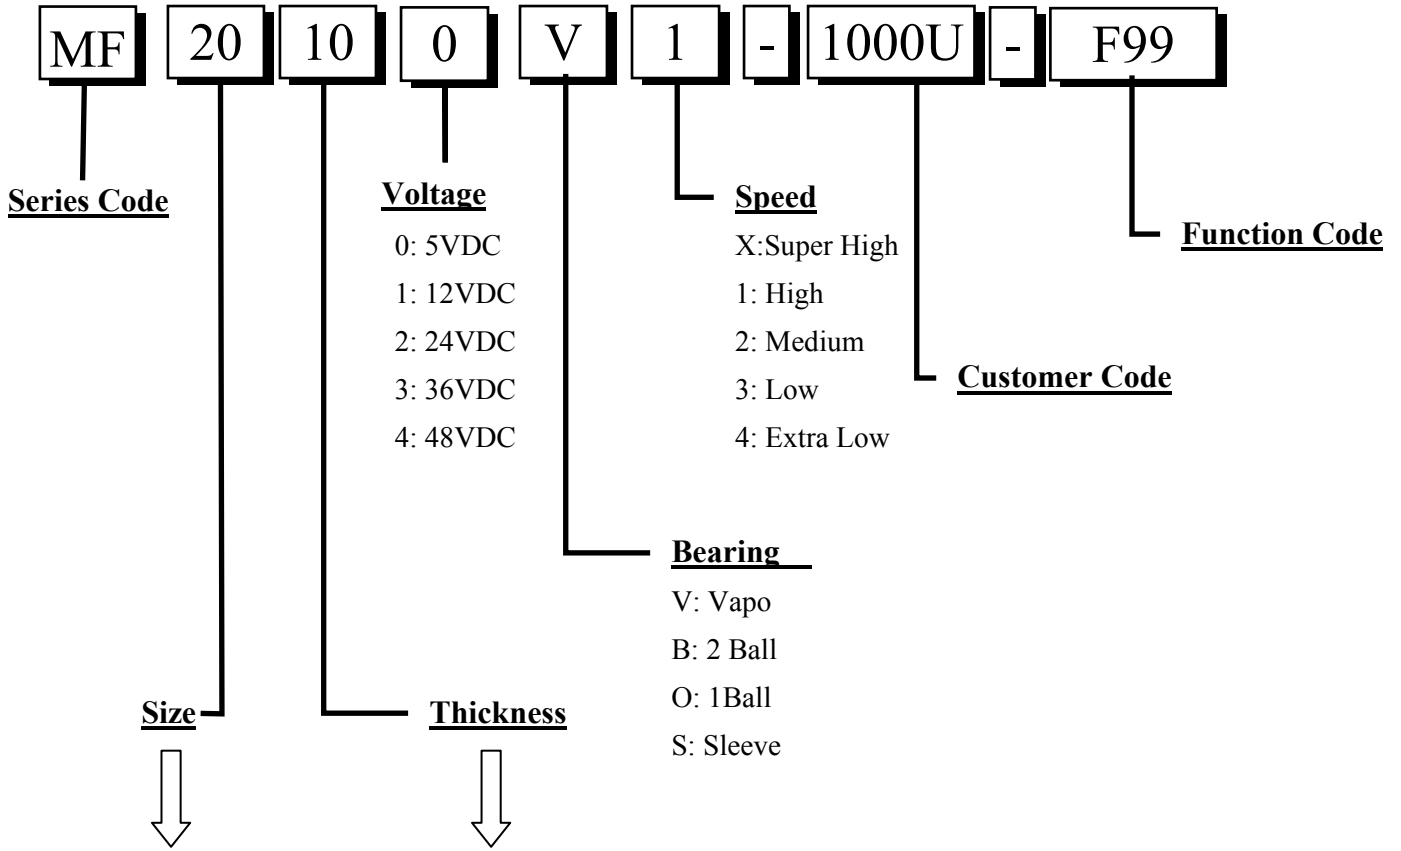 MF 20 10 0 V 1 - 1000U - F99
Series Code
Voltage
0: 5VDC
1: 12VDC
2: 24VDC
3: 36VDC
4: 48VDC
Speed
X:Super High
1: High
2: Medium
3: Low
4: Extra Low
Function Code
Customer Code
Bearing
V: Vapo
B: 2 Ball
O: 1Ball
S: Sleeve
Size
Thickness